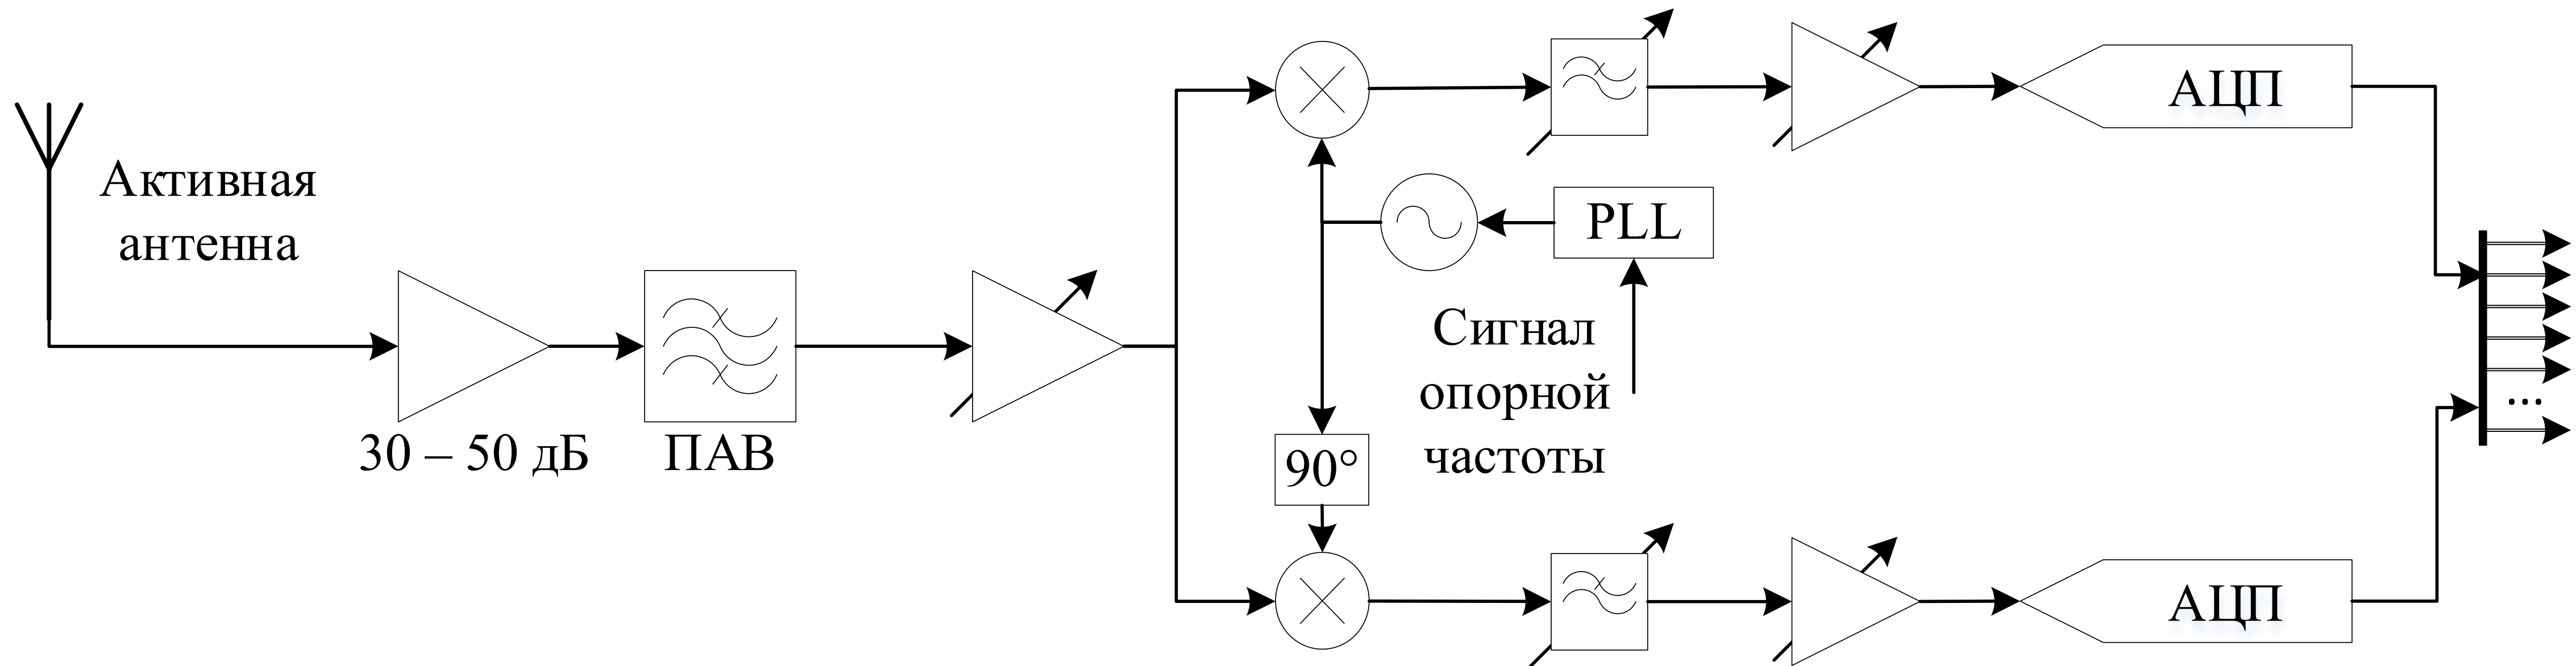 АЦП
Активная
антенна
PLL
Сигнал
опорной
частоты
30 – 50 дБ
ПАВ
90°
...
АЦП